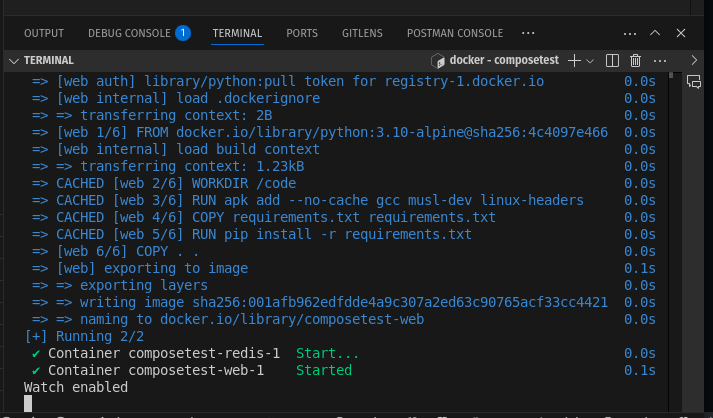 OUTPUT DEBUG CONSOLE 1 TERMINAL PORTS GITLENS POSTMAN CONSOLE
TERMINAL docker - composetest
=> [web auth] library/python:pull token for registry-1.docker.io 0.0s
=> [web internal] load .dockerignore 0.0s
=> => transferring context: 2B 0.0s
=> [web 1/6] FROM docker.io/library/python:3.10-alpine@sha256:4c4097e466 0.0s
=> [web internal] load build context 0.0s
=> => transferring context: 1.23kB 0.0s
=> CACHED [web 2/6] WORKDIR /code 0.0s
=> CACHED [web 3/6] RUN apk add --no-cache gcc musl-dev linux-headers 0.0s
=> CACHED [web 4/6] COPY requirements.txt requirements.txt 0.0s
=> CACHED [web 5/6] RUN pip install -r requirements.txt 0.0s
=> [web 6/6] COPY . . 0.0s
=> [web] exporting to image 0.1s
=> => exporting layers 0.0s
=> => writing image sha256:001afb962edfdde4a9c307a2ed63c90765acf33cc4421 0.0s
=> => naming to docker.io/library/composetest-web 0.0s
[+] Running 2/2
✔ Container composetest-redis-1 Start... 0.0s
✔ Container composetest-web-1 Started 0.1s
Watch enabled